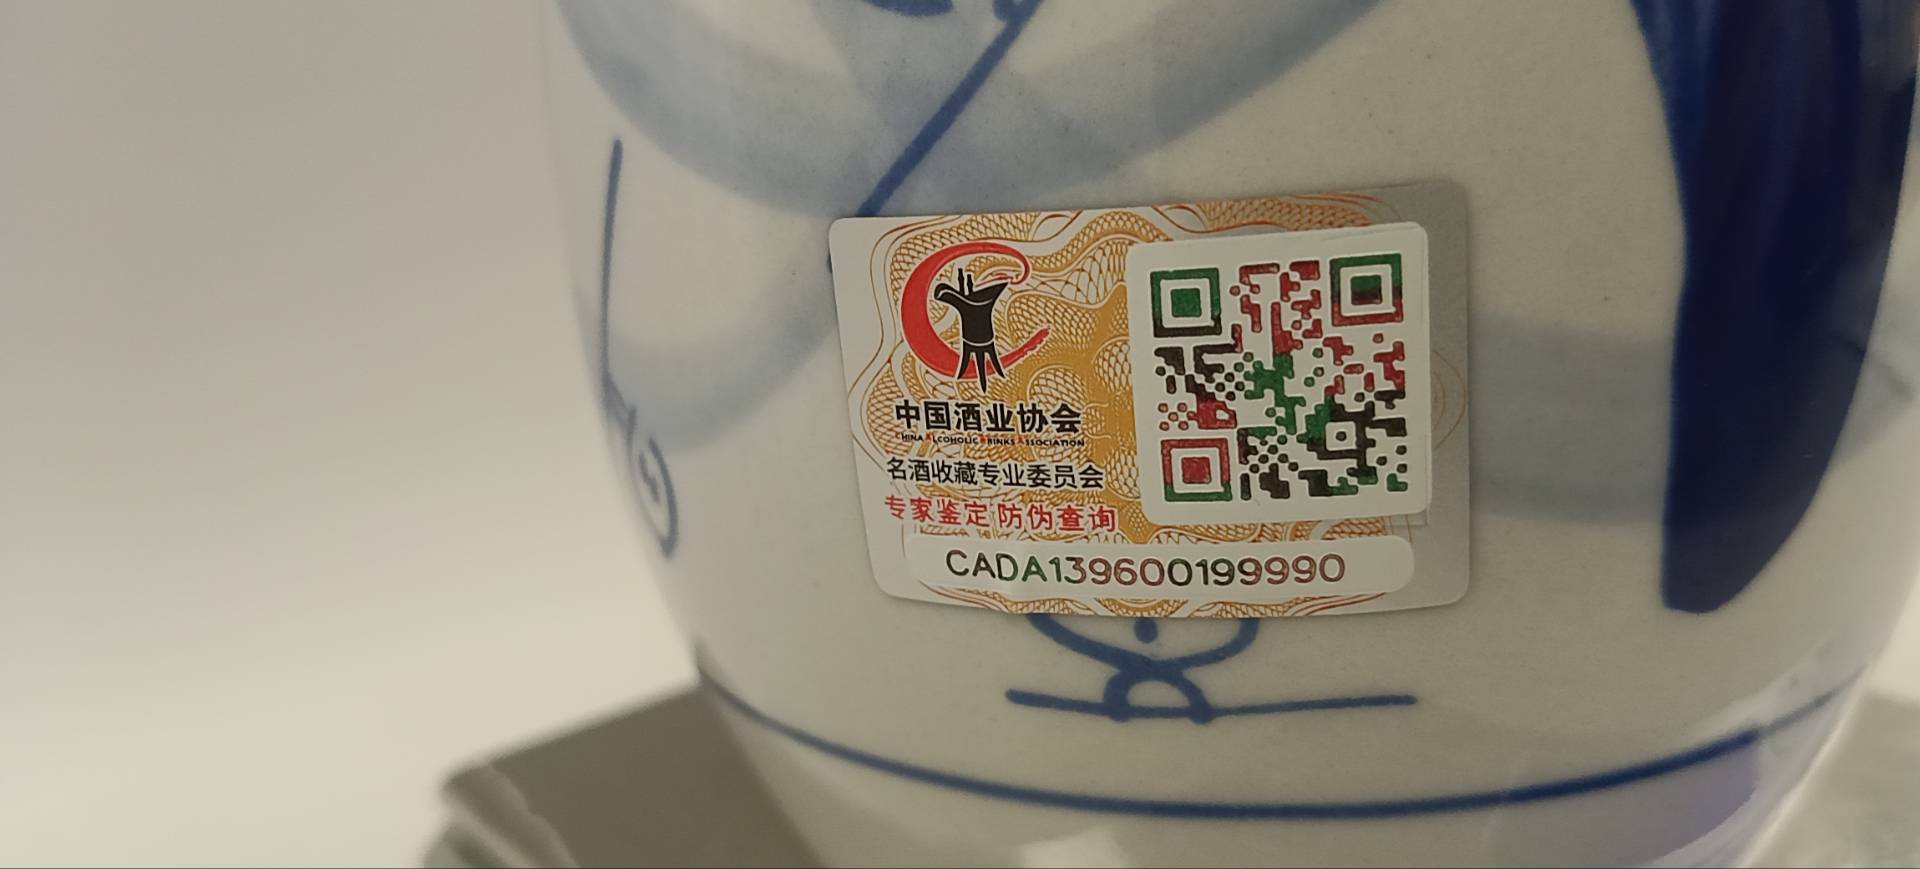 中国酒业协会
CHINA ALCOHOLIC DRINKS ASSOCIATION
名酒收藏专业委员会
专家鉴定 防伪查询
CADA139600199990